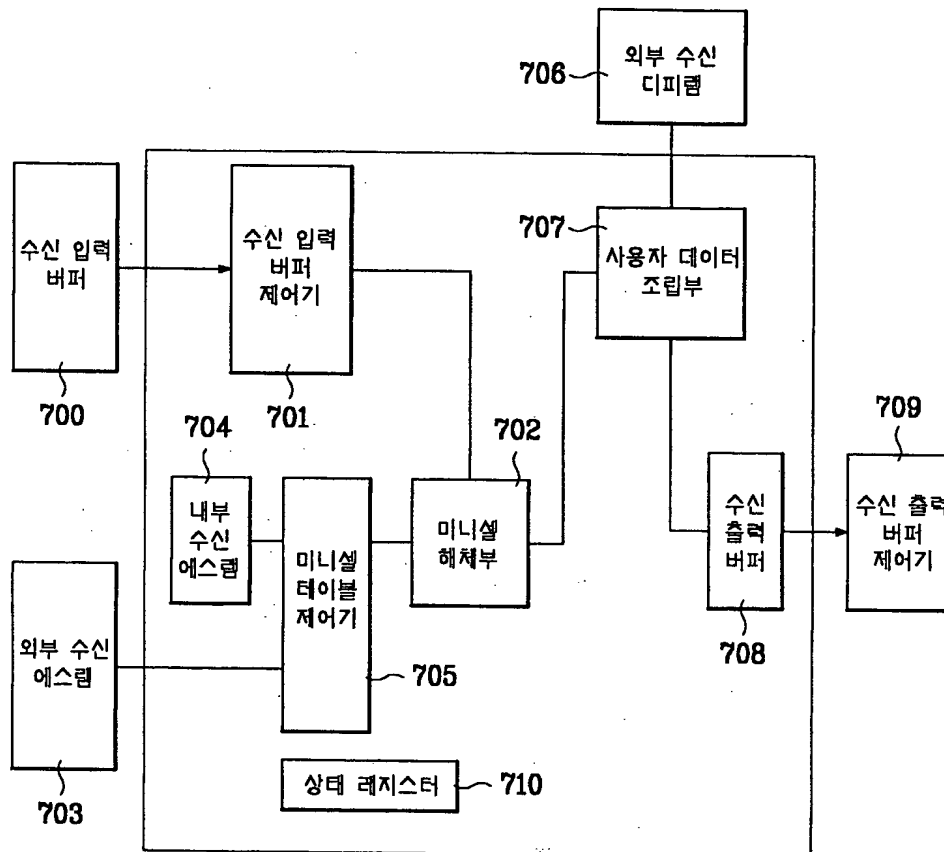 706
외부 수신
디피램
707
사용자 데이터
조립부
수신 입력
버퍼
700
수신 입력
버퍼
제어기
701
704
내부
수신
에스램
미니셀
테이블
제어기
705
702
미니셀
해체부
외부 수신
에스램
703
수신
출력
버퍼
708
709
수신 출력
버퍼
제어기
상태 레지스터
710